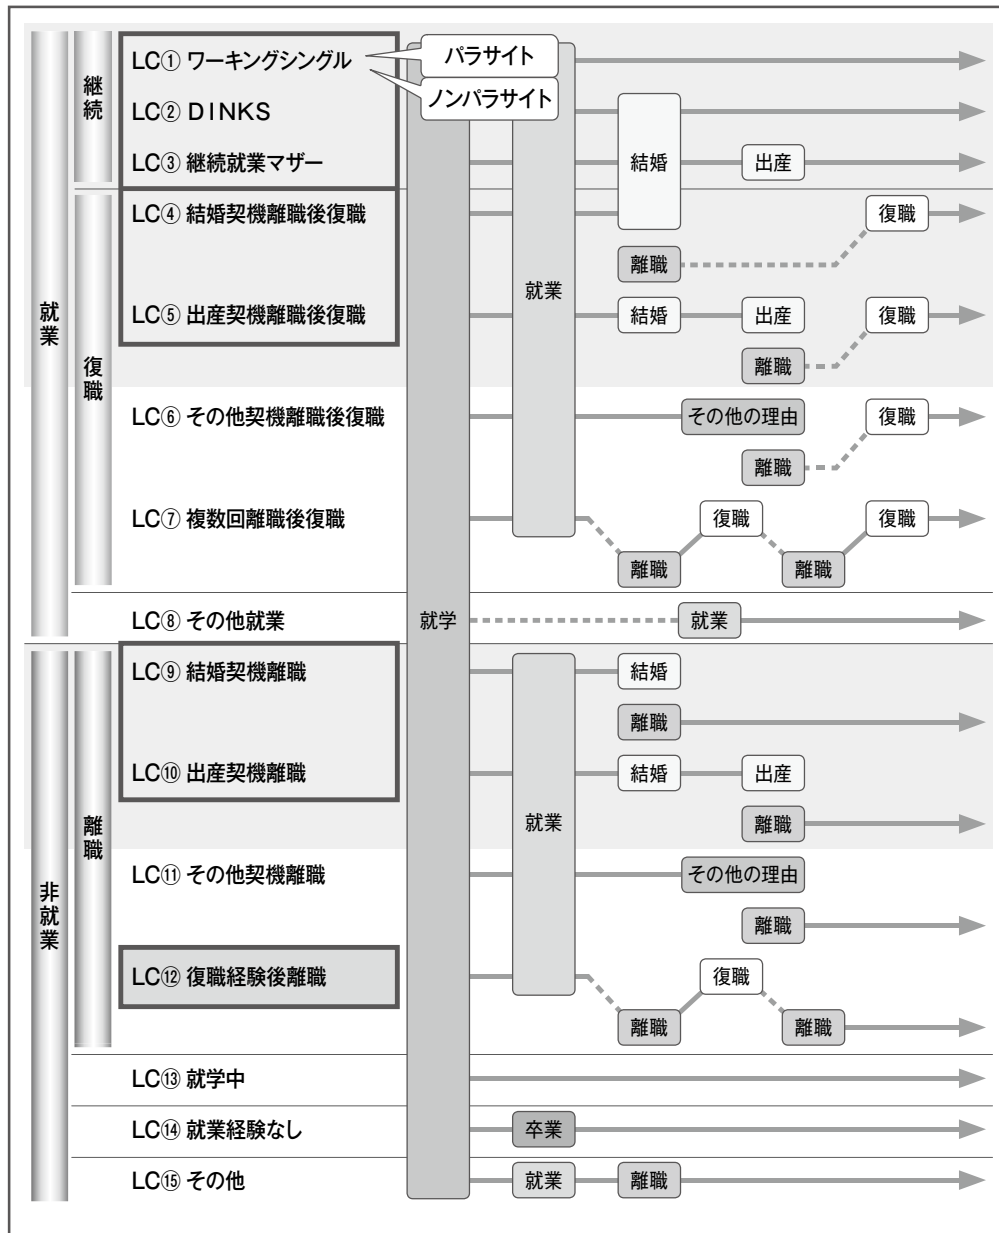 就業
継続
LC① ワーキングシングル
パラサイト
ノンパラサイト
LC② DINKS
LC③ 継続就業マザー
結婚
出産
復職
LC④ 結婚契機離職後復職
復職
離職
就業
LC⑤ 出産契機離職後復職
結婚
出産
復職
離職
LC⑥ その他契機離職後復職
その他の理由
復職
離職
LC⑦ 複数回離職後復職
復職
復職
離職
離職
LC⑧ その他就業
就学
就業
非就業
離職
LC⑨ 結婚契機離職
結婚
離職
LC⑩ 出産契機離職
結婚
出産
就業
離職
LC⑪ その他契機離職
その他の理由
離職
LC⑫ 復職経験後離職
復職
離職
離職
LC⑬ 就学中
LC⑭ 就業経験なし
卒業
LC⑮ その他
就業
離職